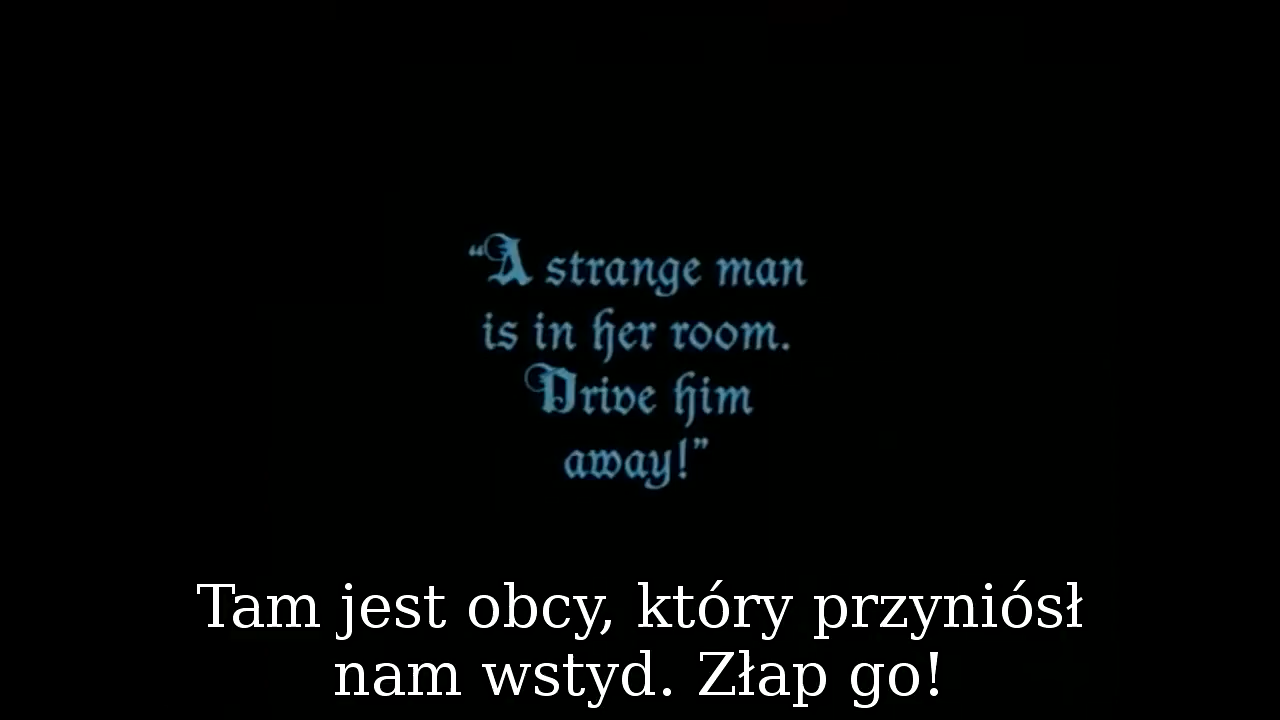 “A strange man
is in her room.
Drive him
away!”
Tam jest obcy, który przyniósł
nam wstyd. Złap go!